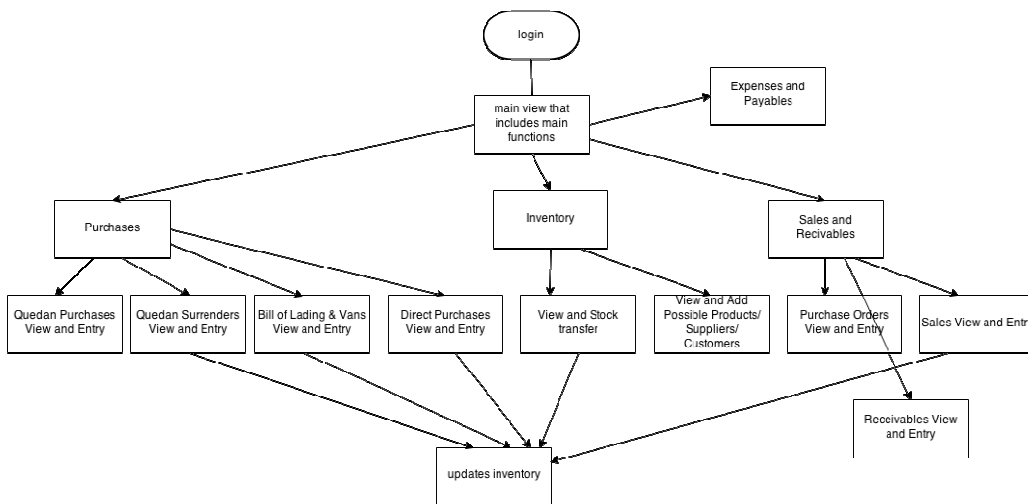 login
main view that
includes main
functions
Expenses and
Payables
Purchases
Inventory
Sales and
Recivables
Quedan Purchases
View and Entry
Quedan Surrenders
View and Entry
Bill of Lading & Vans
View and Entry
Direct Purchases
View and Entry
View and Stock
transfer
View and Add
Possible Products/
Suppliers/
Customers
Purchase Orders
View and Entry
Sales View and Entr
Receivables View
and Entry
updates inventory